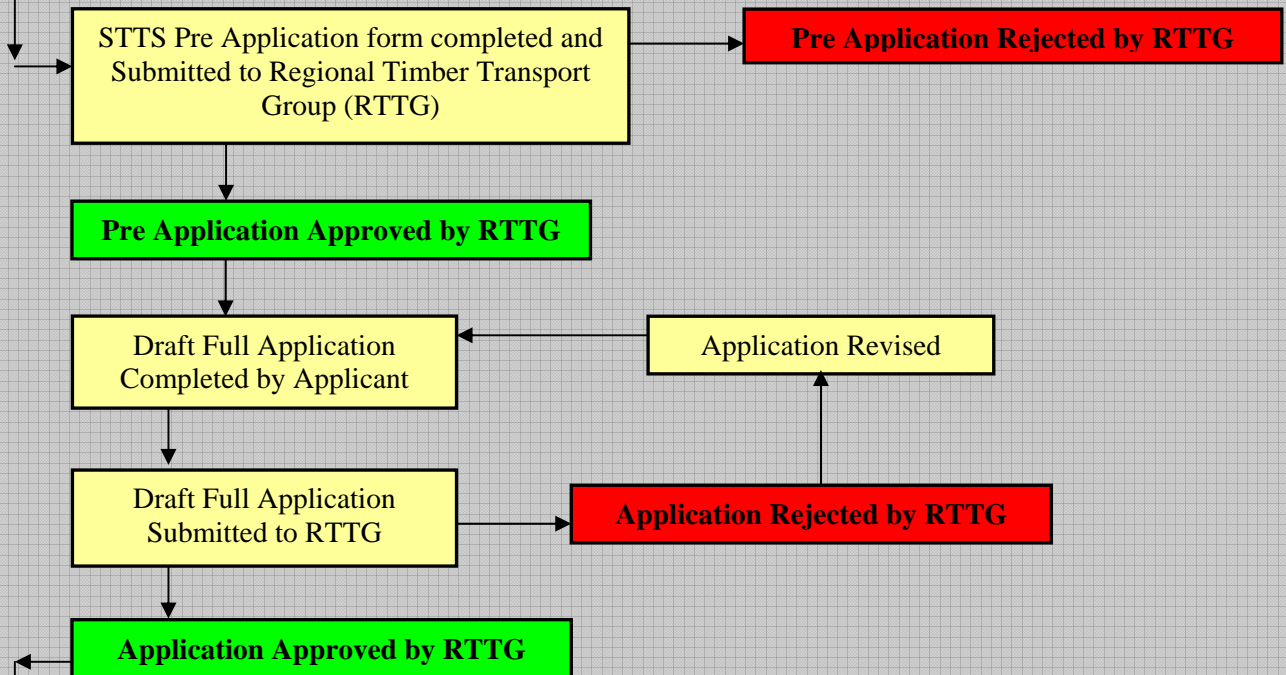 STTS Pre Application form completed and
Submitted to Regional Timber Transport
Group (RTTG)
Pre Application Rejected by RTTG
Pre Application Approved by RTTG
Draft Full Application
Completed by Applicant
Application Revised
Draft Full Application
Submitted to RTTG
Application Rejected by RTTG
Application Approved by RTTG